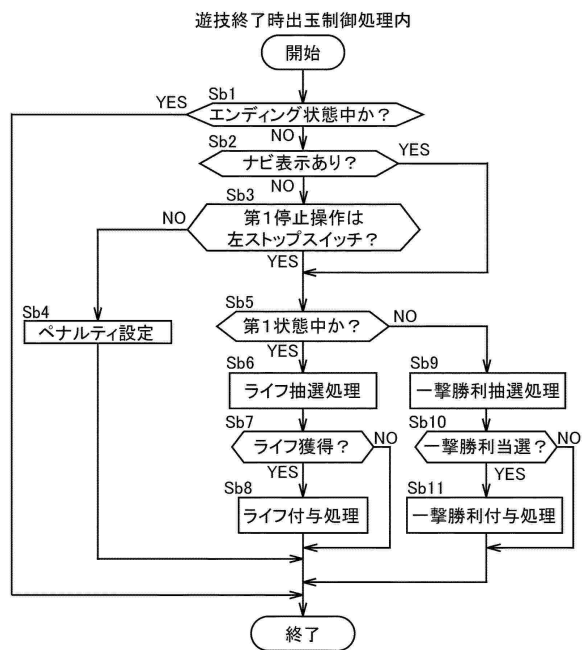 遊技終了時出玉制御処理内
開始
Sb1
YES
エンディング状態中か？
NO
Sb2
YES
ナビ表示あり？
NO
Sb3
NO
第１停止操作は
左ストップスイッチ？
YES
Sb5
NO
第１状態中か？
Sb4
ペナルティ設定
YES
Sb6
ライフ抽選処理
Sb9
一撃勝利抽選処理
Sb7
ライフ獲得？
NO
Sb10
一撃勝利当選？
NO
YES
YES
Sb8
ライフ付与処理
Sb11
一撃勝利付与処理
終了